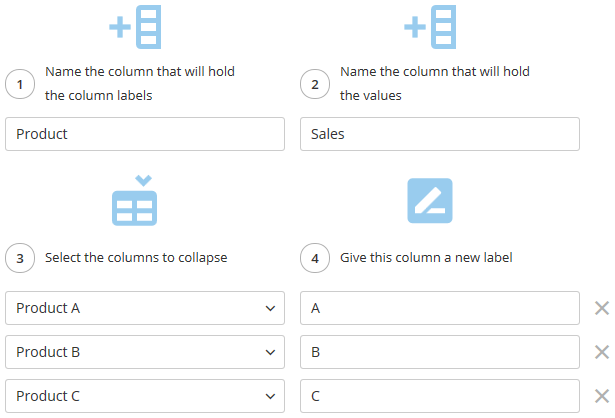 1
Name the column that will hold
the column labels
2
Name the column that will hold
the values
Product
Sales
3
Select the columns to collapse
4
Give this column a new label
Product A
A
Product B
B
Product C
C